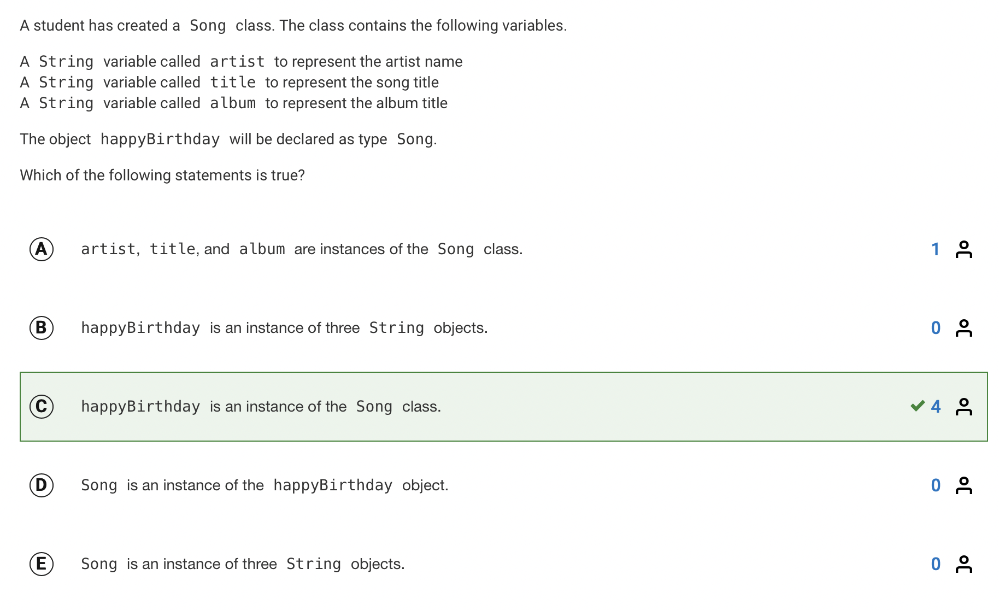 A student has created a Song class. The class contains the following variables.
A String variable called artist to represent the artist name
A String variable called title to represent the song title
A String variable called album to represent the album title
The object happyBirthday will be declared as type Song.
Which of the following statements is true?
A artist, title, and album are instances of the Song class. 1
B happyBirthday is an instance of three String objects. 0
C happyBirthday is an instance of the Song class. 4
D Song is an instance of the happyBirthday object. 0
E Song is an instance of three String objects. 0